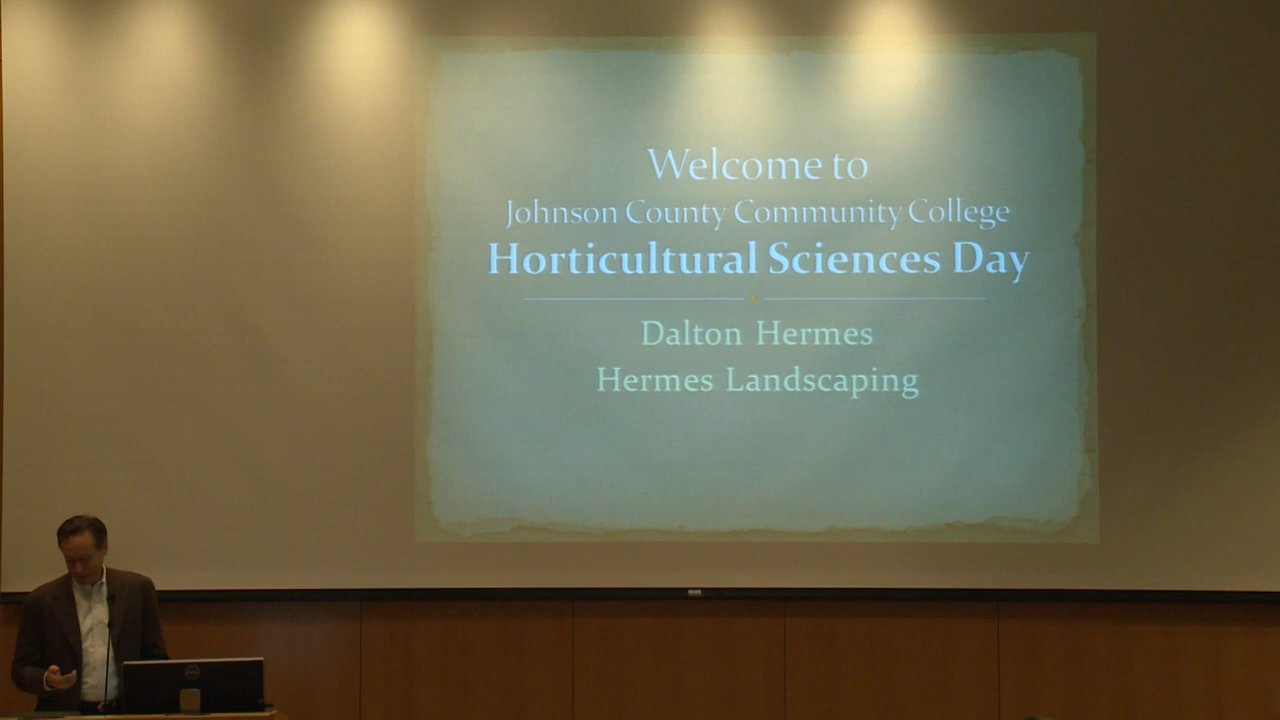 Welcome to
Johnson County Community College
Horticultural Sciences Day
Dalton Hermes
Hermes Landscaping